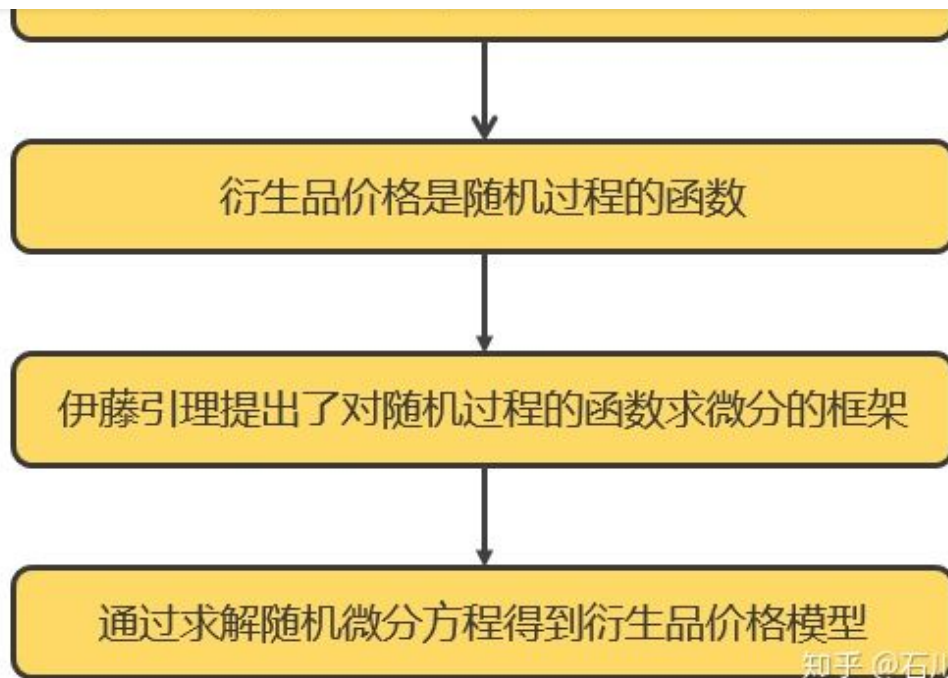 衍生品价格是随机过程的函数
伊藤引理提出了对随机过程的函数求微分的框架
通过求解随机微分方程得到衍生品价格模型
知乎 @石川